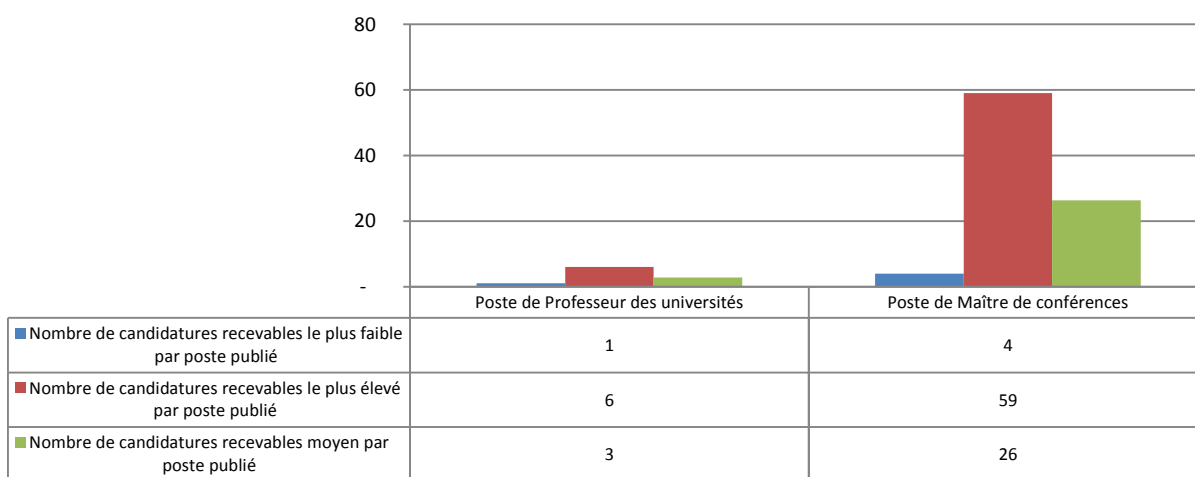 80
60
40
20
-
Poste de Professeur des universités
Poste de Maître de conférences
Nombre de candidatures recevables le plus faible
par poste publié
1
4
Nombre de candidatures recevables le plus élevé
par poste publié
6
59
Nombre de candidatures recevables moyen par
poste publié
3
26